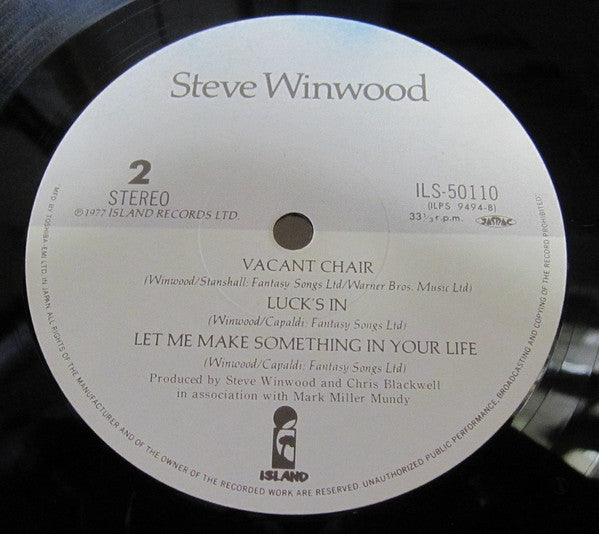 Steve Winwood
2
STEREO
℗1977 ISLAND RECORDS LTD.
ILS-50110
(ILPS 9494-B)
33⅓ r.p.m.
JASRAC
VACANT CHAIR
(Winwood/Stanshall: Fantasy Songs Ltd/Warner Bros. Music Ltd)
LUCK'S IN
(Winwood/Capaldi: Fantasy Songs Ltd)
LET ME MAKE SOMETHING IN YOUR LIFE
(Winwood/Capaldi: Fantasy Songs Ltd)
Produced by Steve Winwood and Chris Blackwell
in association with Mark Miller Mundy
ISLAND
MFD. BY TOSHIBA-EMI LTD. IN JAPAN. ALL RIGHTS OF THE MANUFACTURER AND OF THE OWNER OF THE RECORDED WORK ARE RESERVED. UNAUTHORIZED PUBLIC PERFORMANCE, BROADCASTING AND COPYING OF THE RECORD PROHIBITED.